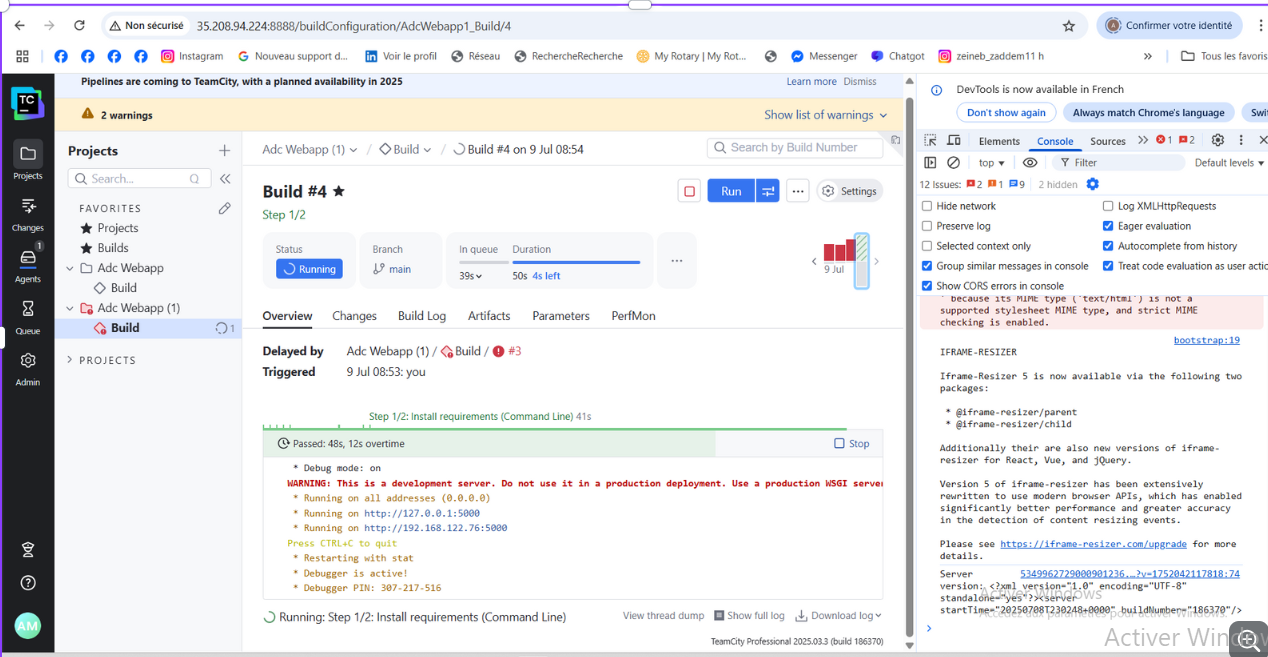 Non sécurisé 35.208.94.224:8888/buildConfiguration/AdcWebapp1_Build/4 Confirmer votre identité
Instagram Nouveau support d... Voir le profil Réseau RechercheRecherche My Rotary | My Rot... Messenger Chatgot zeineb_zaddem11 h » Tous les favoris
Pipelines are coming to TeamCity, with a planned availability in 2025 Learn more Dismiss
2 warnings Show list of warnings
TC
Projects
Changes
1
Agents
Queue
Admin
AM
Projects
Search...
FAVORITES
Projects
Builds
Adc Webapp
Build
Adc Webapp (1)
Build 1
PROJECTS
Adc Webapp (1) / Build / Build #4 on 9 Jul 08:54 Search by Build Number
Build #4 Run ... Settings
Step 1/2
Status Branch In queue Duration
Running main 39s 50s 4s left
...
9 Jul
Overview Changes Build Log Artifacts Parameters PerfMon
Delayed by Adc Webapp (1) / Build / #3
Triggered 9 Jul 08:53: you
Step 1/2: Install requirements (Command Line) 41s
Passed: 48s, 12s overtime Stop
* Debug mode: on
WARNING: This is a development server. Do not use it in a production deployment. Use a production WSGI server
* Running on all addresses (0.0.0.0)
* Running on http://127.0.0.1:5000
* Running on http://192.168.122.76:5000
Press CTRL+C to quit
* Restarting with stat
* Debugger is active!
* Debugger PIN: 307-217-516
Running: Step 1/2: Install requirements (Command Line) View thread dump Show full log Download log
TeamCity Professional 2025.03.3 (build 186370)
DevTools is now available in French
Don't show again Always match Chrome's language Swit
Elements Console Sources » 1 2
top Filter Default levels
12 Issues: 2 1 9 2 hidden
Hide network Log XMLHttpRequests
Preserve log Eager evaluation
Selected context only Autocomplete from history
Group similar messages in console Treat code evaluation as user actio
Show CORS errors in console
' because its MIME type ('text/html') is not a
supported stylesheet MIME type, and strict MIME
checking is enabled.
bootstrap:19
IFRAME-RESIZER
Iframe-Resizer 5 is now available via the following two
packages:
* @iframe-resizer/parent
* @iframe-resizer/child
Additionally their are also new versions of iframe-
resizer for React, Vue, and jQuery.
Version 5 of iframe-resizer has been extensively
rewritten to use modern browser APIs, which has enabled
significantly better performance and greater accuracy
in the detection of content resizing events.
Please see https://iframe-resizer.com/upgrade for more
details.
Server 5349962729000901236...?v=1752042117818:74
version: <?xml version="1.0" encoding="UTF-8"
standalone="yes"?><server
startTime="20250708T230248+0000" buildNumber="186370"/>
Activer Windows
Accédez aux paramètres pour activer Windows.
Activer Windows